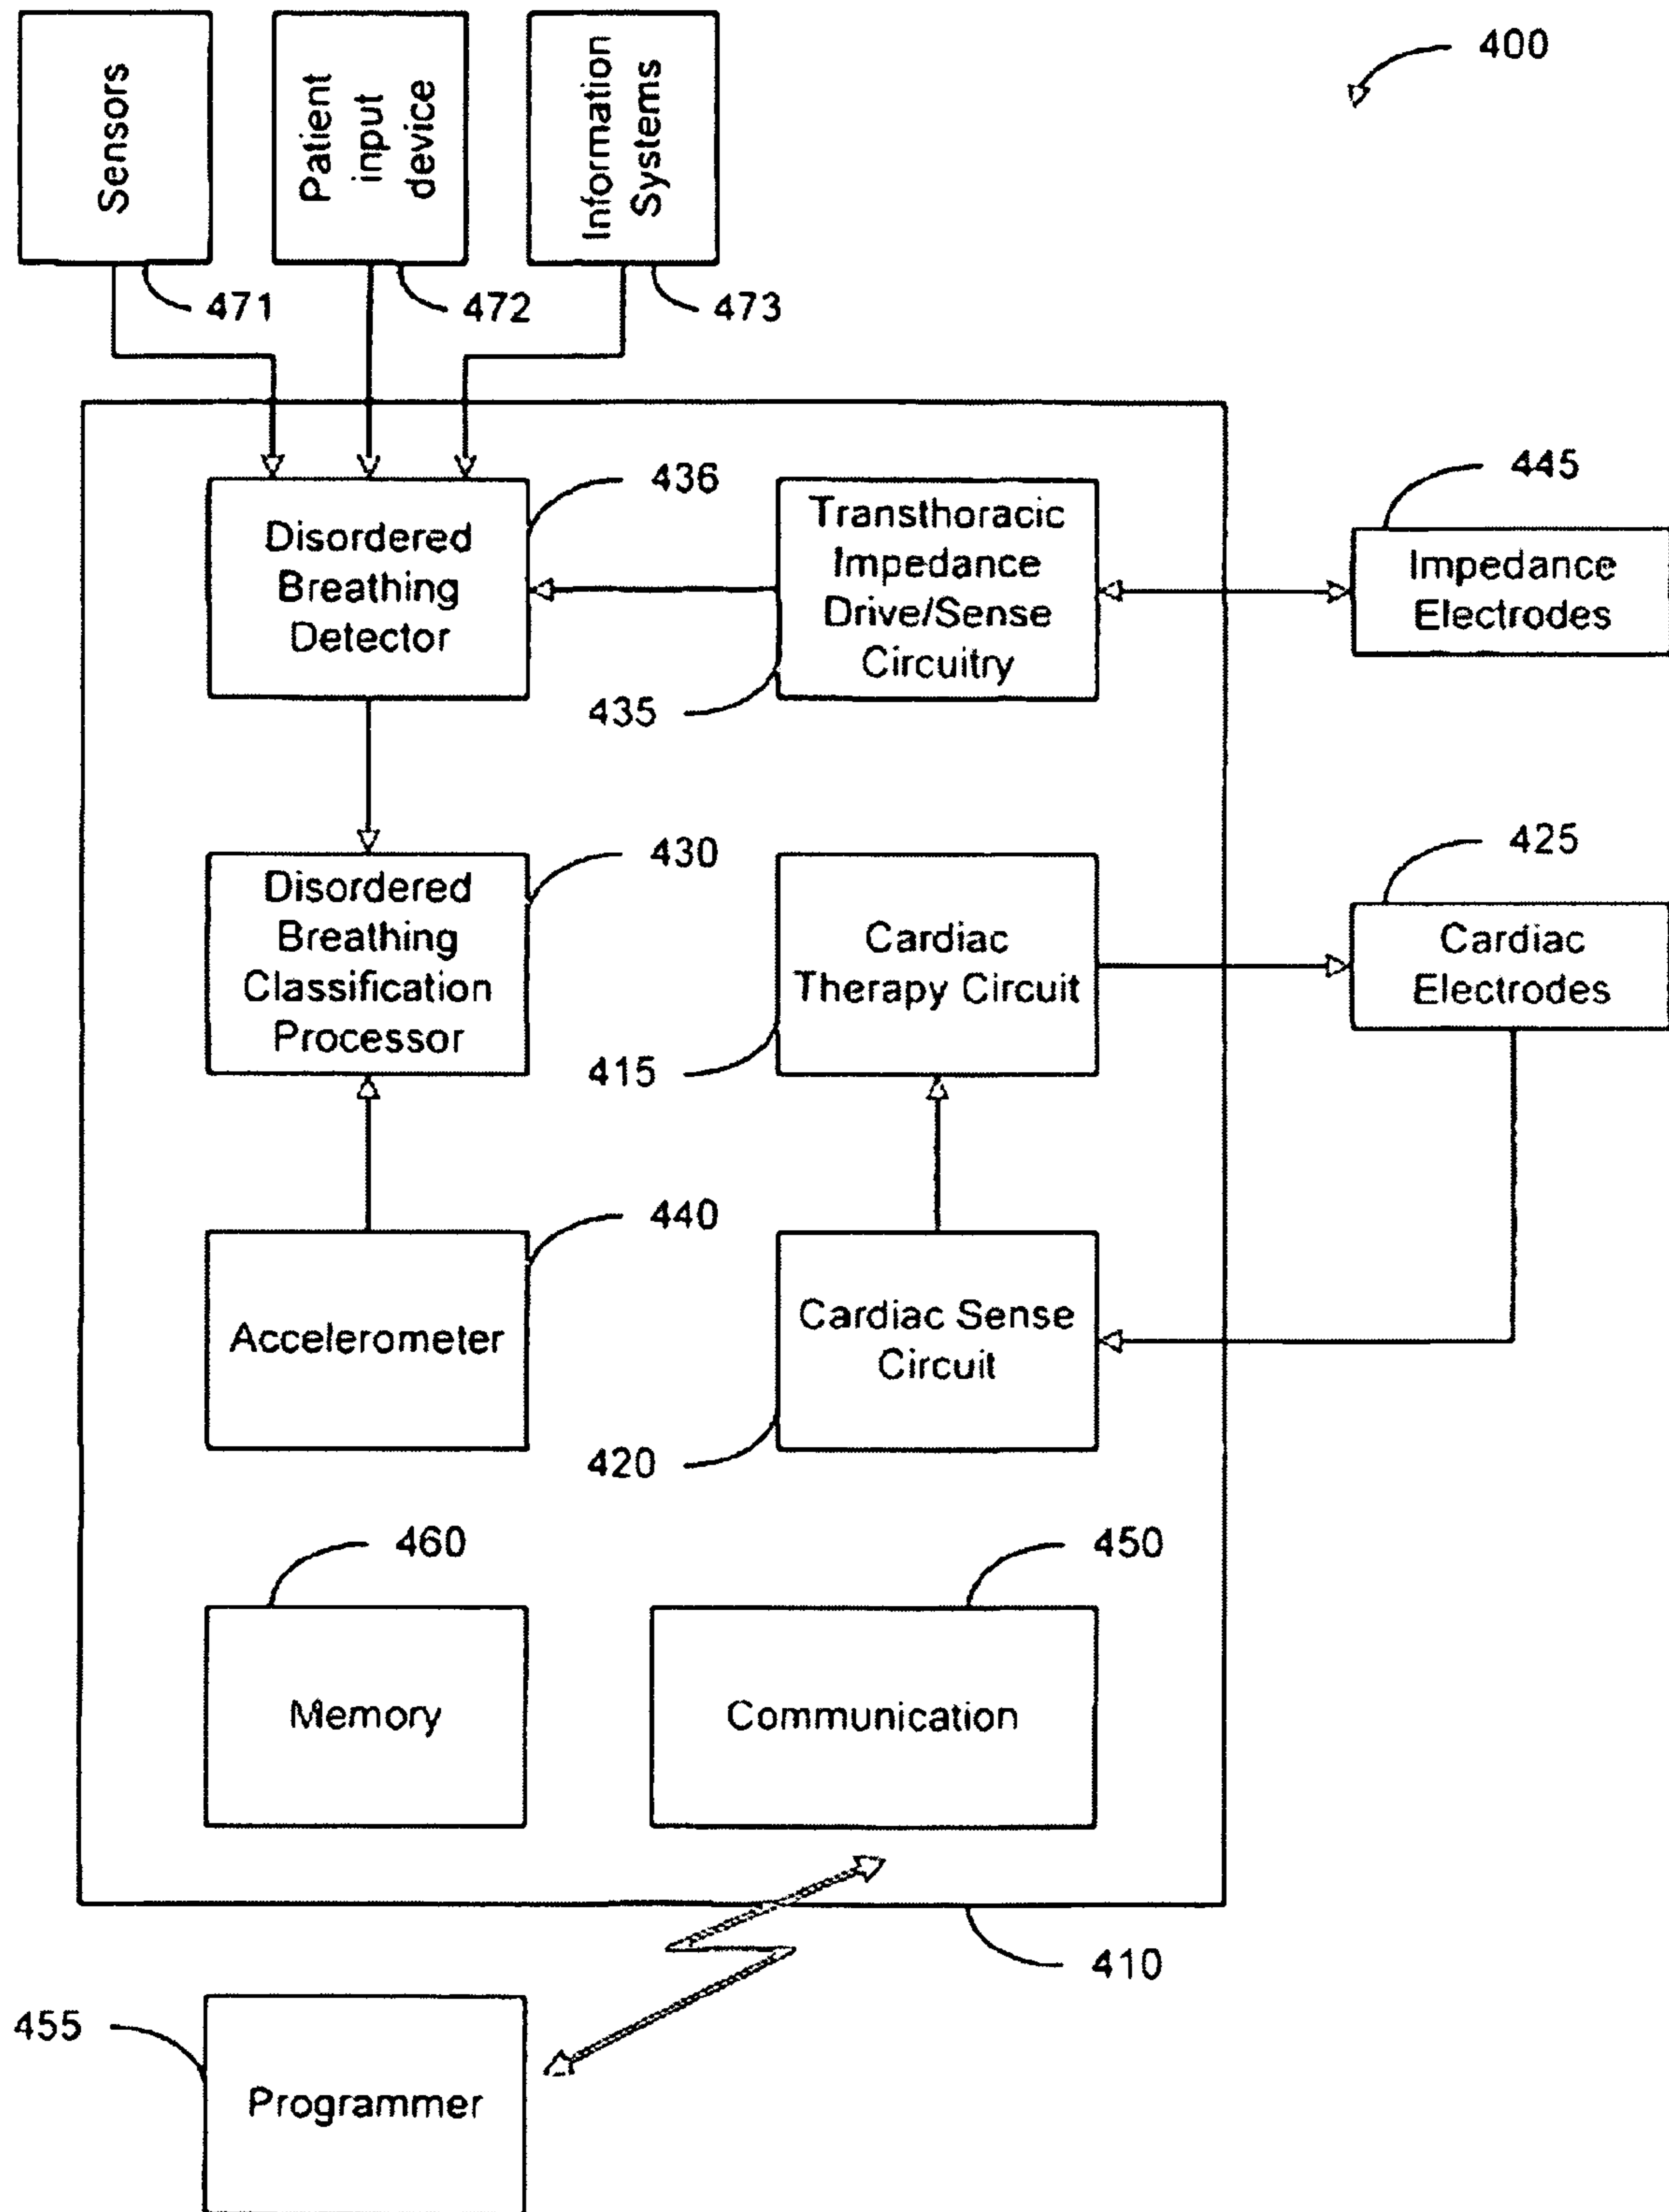 400
Sensors
Patient
input
device
Information
Systems
471
472
473
436
445
Disordered
Breathing
Detector
Transthoracic
Impedance
Drive/Sense
Circuitry
Impedance
Electrodes
435
430
425
Disordered
Breathing
Classification
Processor
Cardiac
Therapy Circuit
Cardiac
Electrodes
415
440
Accelerometer
Cardiac Sense
Circuit
420
460
450
Memory
Communication
410
455
Programmer